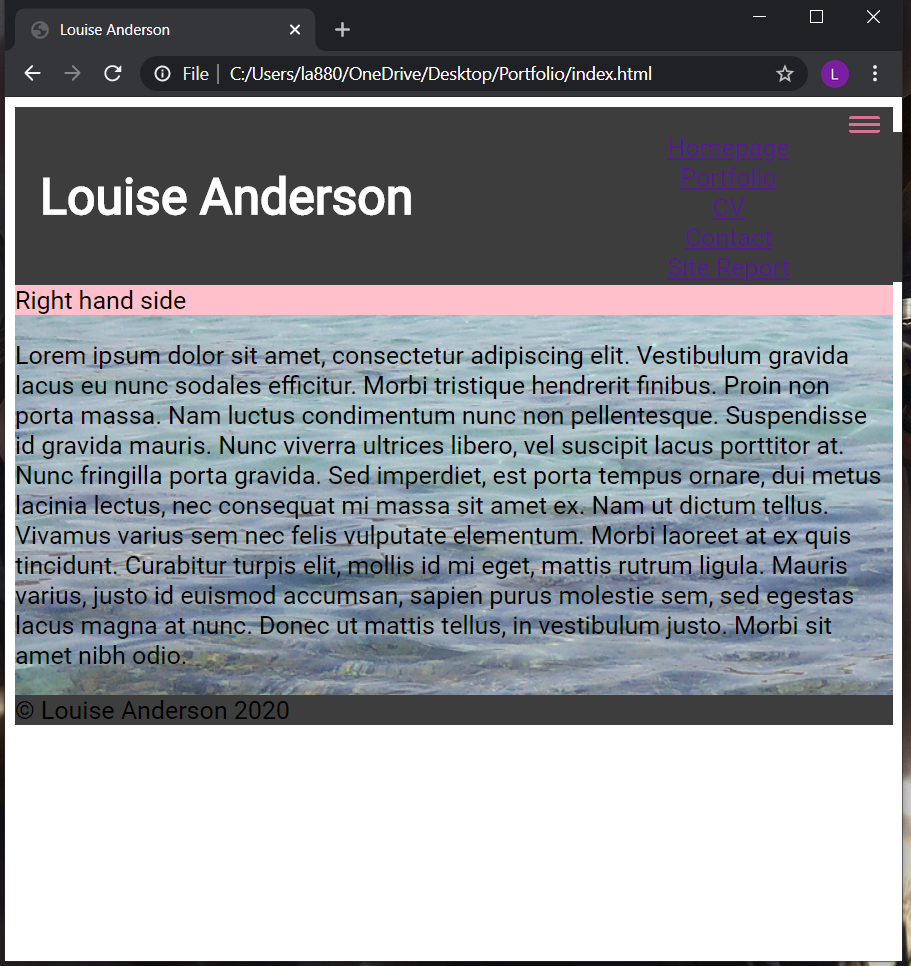 Louise Anderson
File
C:/Users/la880/OneDrive/Desktop/Portfolio/index.html
L
Louise Anderson
Homepage
Portfolio
CV
Contact
Site Report
Right hand side
Lorem ipsum dolor sit amet, consectetur adipiscing elit. Vestibulum gravida
lacus eu nunc sodales efficitur. Morbi tristique hendrerit finibus. Proin non
porta massa. Nam luctus condimentum nunc non pellentesque. Suspendisse
id gravida mauris. Nunc viverra ultrices libero, vel suscipit lacus porttitor at.
Nunc fringilla porta gravida. Sed imperdiet, est porta tempus ornare, dui metus
lacinia lectus, nec consequat mi massa sit amet ex. Nam ut dictum tellus.
Vivamus varius sem nec felis vulputate elementum. Morbi laoreet at ex quis
tincidunt. Curabitur turpis elit, mollis id mi eget, mattis rutrum ligula. Mauris
varius, justo id euismod accumsan, sapien purus molestie sem, sed egestas
lacus magna at nunc. Donec ut mattis tellus, in vestibulum justo. Morbi sit
amet nibh odio.
© Louise Anderson 2020